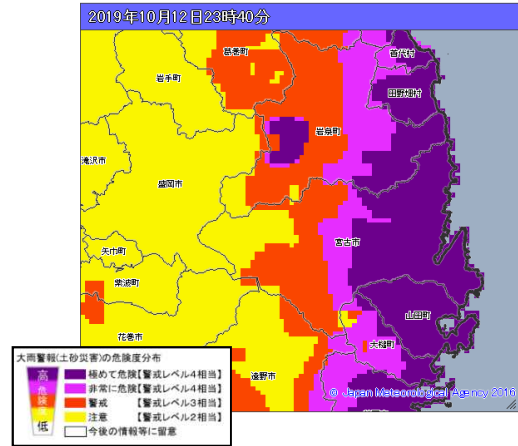 2019年10月12日23時40分
普代村
葛巻町
岩手町
田野畑村
岩泉町
滝沢市
盛岡市
宮古市
矢巾町
紫波町
山田町
花巻市
大槌町
遠野市
大雨警報(土砂災害)の危険度分布
高 危険度 低
極めて危険【警戒レベル4相当】
非常に危険【警戒レベル4相当】
警戒 【警戒レベル3相当】
注意 【警戒レベル2相当】
今後の情報等に留意
© Japan Meteorological Agency 2016